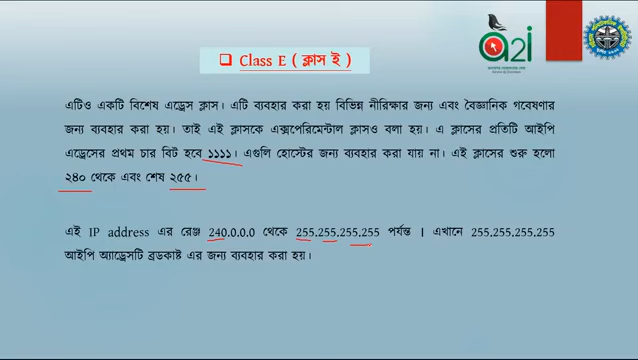 Class E ( ক্লাস ই )
a2i
এটিও একটি বিশেষ এড্রেস ক্লাস। এটি ব্যবহার করা হয় বিভিন্ন নীরিক্ষার জন্য এবং বৈজ্ঞানিক গবেষণার
জন্য ব্যবহার করা হয়। তাই এই ক্লাসকে এক্সপেরিমেন্টাল ক্লাসও বলা হয়। এ ক্লাসের প্রতিটি আইপি
এড্রেসের প্রথম চার বিট হবে ১১১১। এগুলি হোস্টের জন্য ব্যবহার করা যায় না। এই ক্লাসের শুরু হলো
২৪০ থেকে এবং শেষ ২৫৫।
এই IP address এর রেঞ্জ 240.0.0.0 থেকে 255.255.255.255 পর্যন্ত । এখানে 255.255.255.255
আইপি অ্যাড্রেসটি ব্রডকাষ্ট এর জন্য ব্যবহার করা হয়।